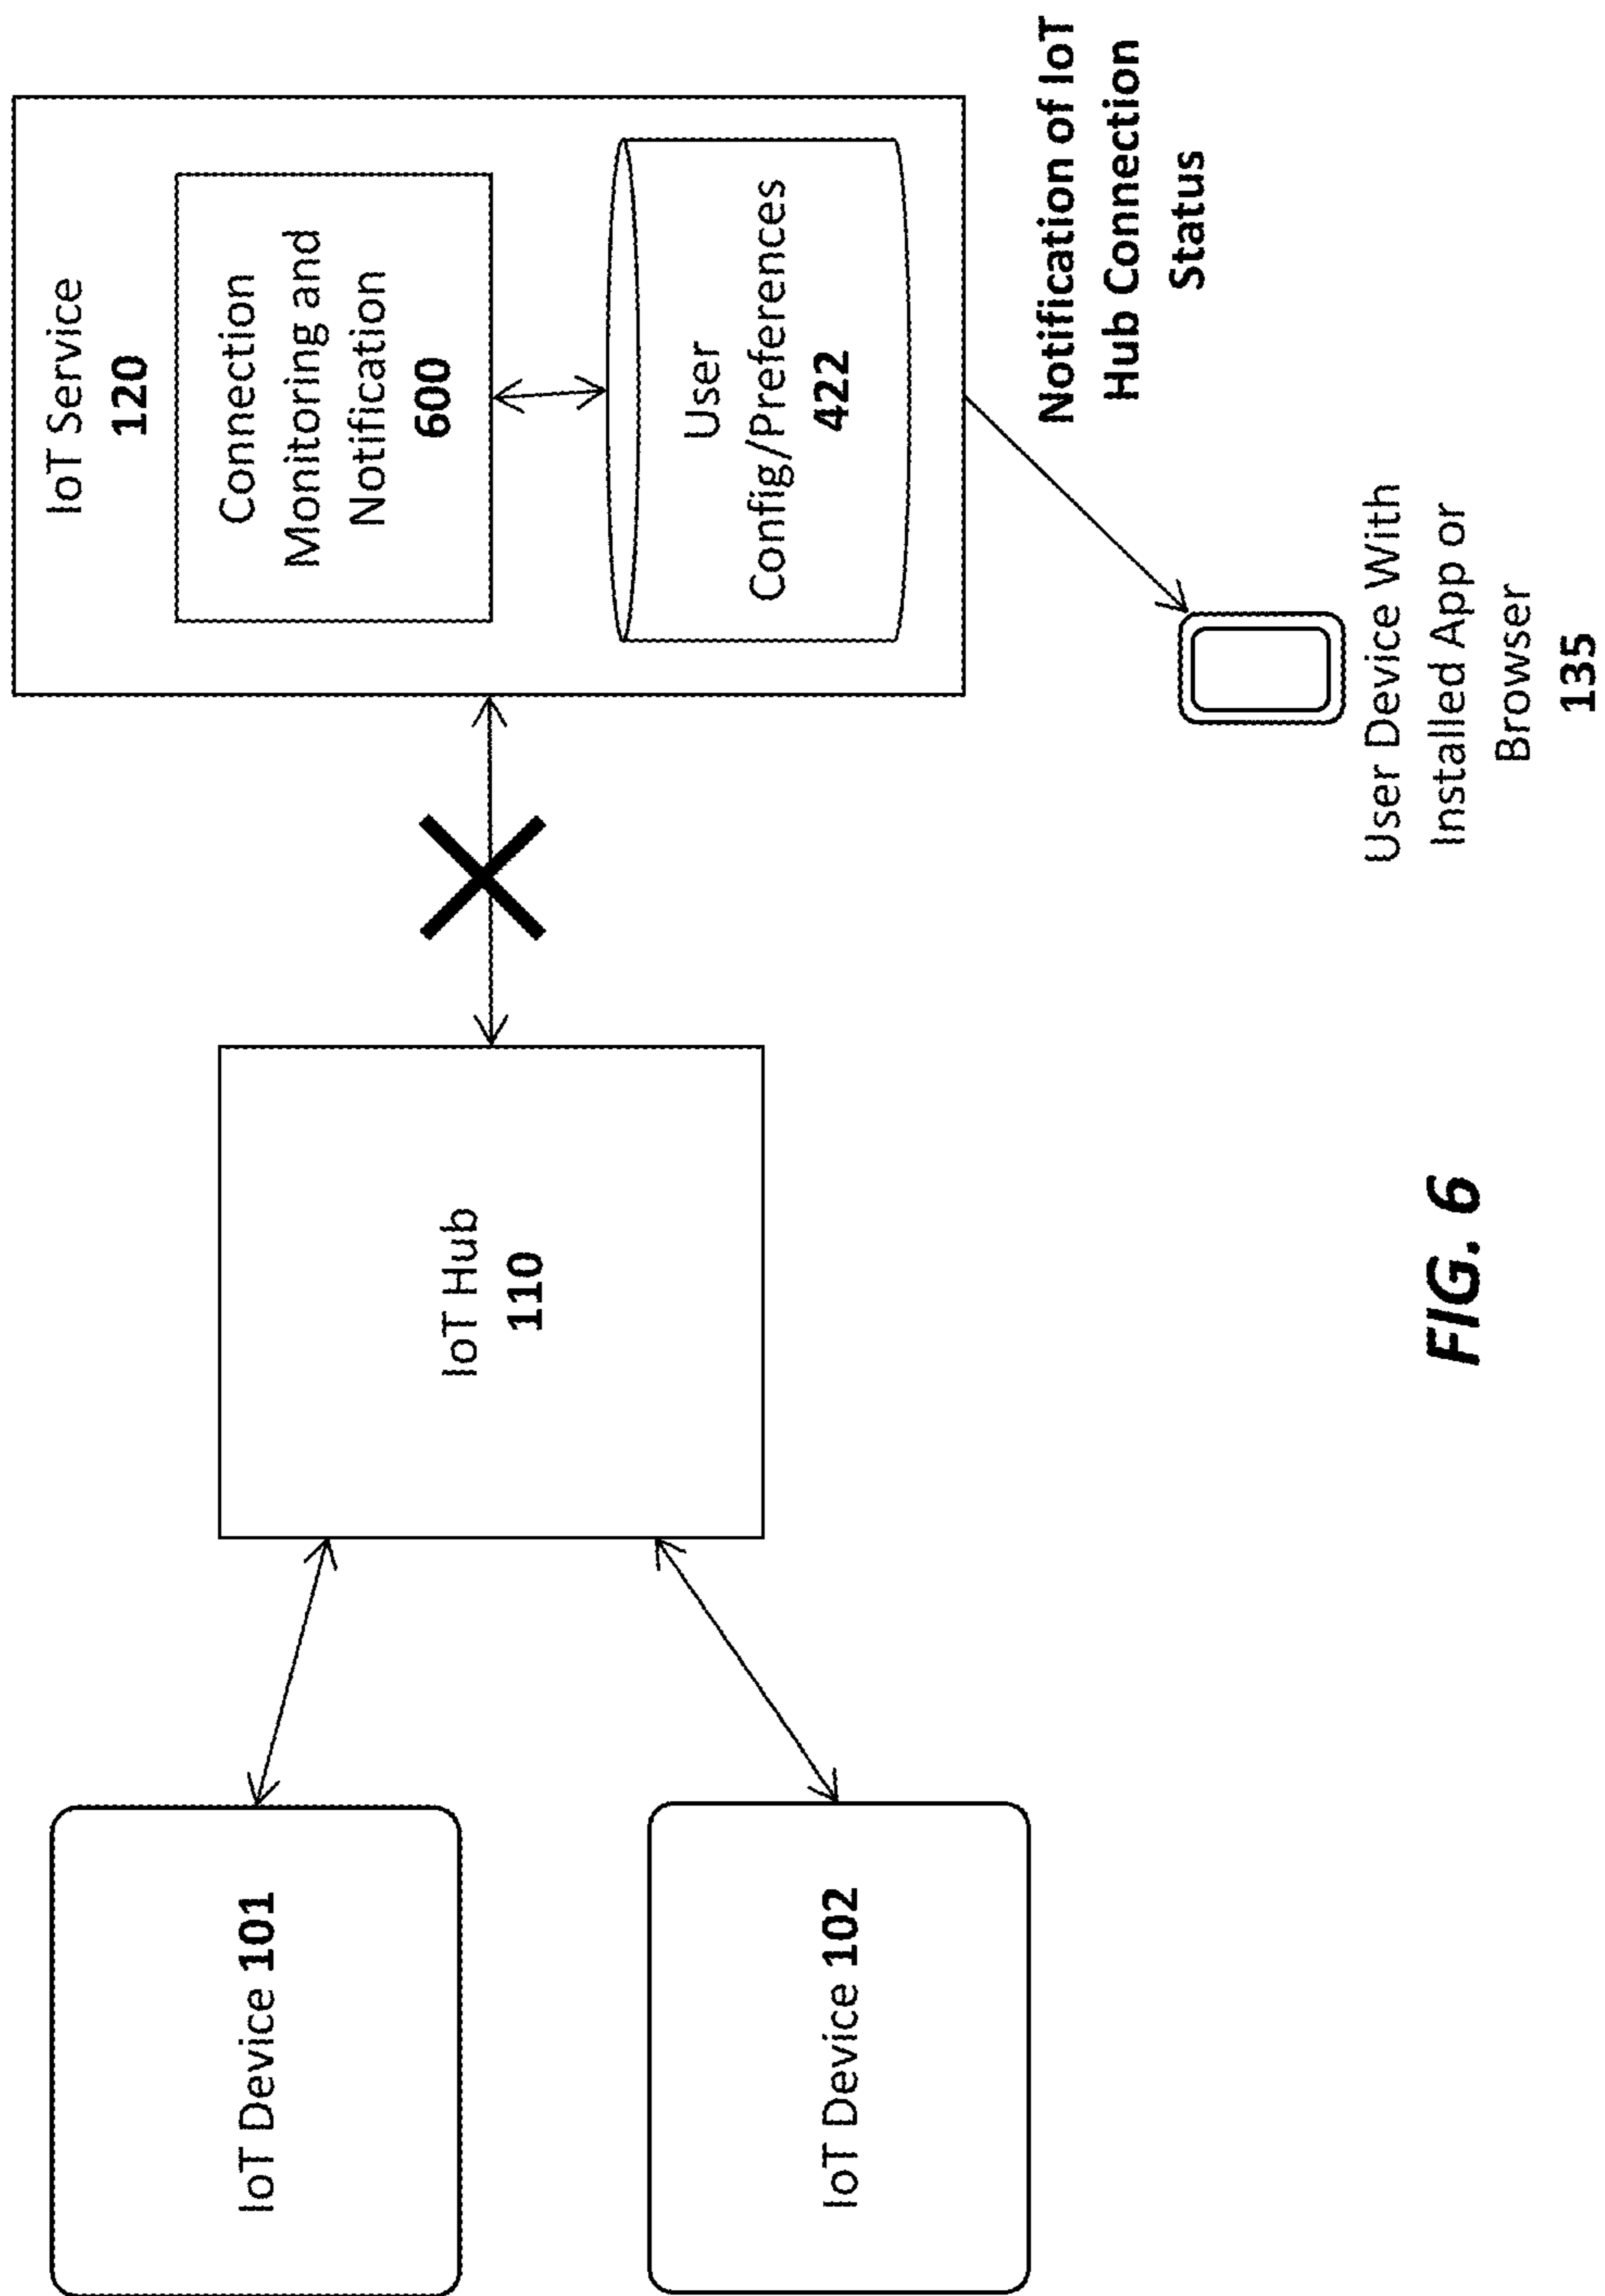 IoT Device 101
IoT Device 102
IoT Hub
110
IoT Service
120
Connection
Monitoring and
Notification
600
User
Config/Preferences
422
Notification of IoT
Hub Connection
Status
User Device With
Installed App or
Browser
135
FIG. 6